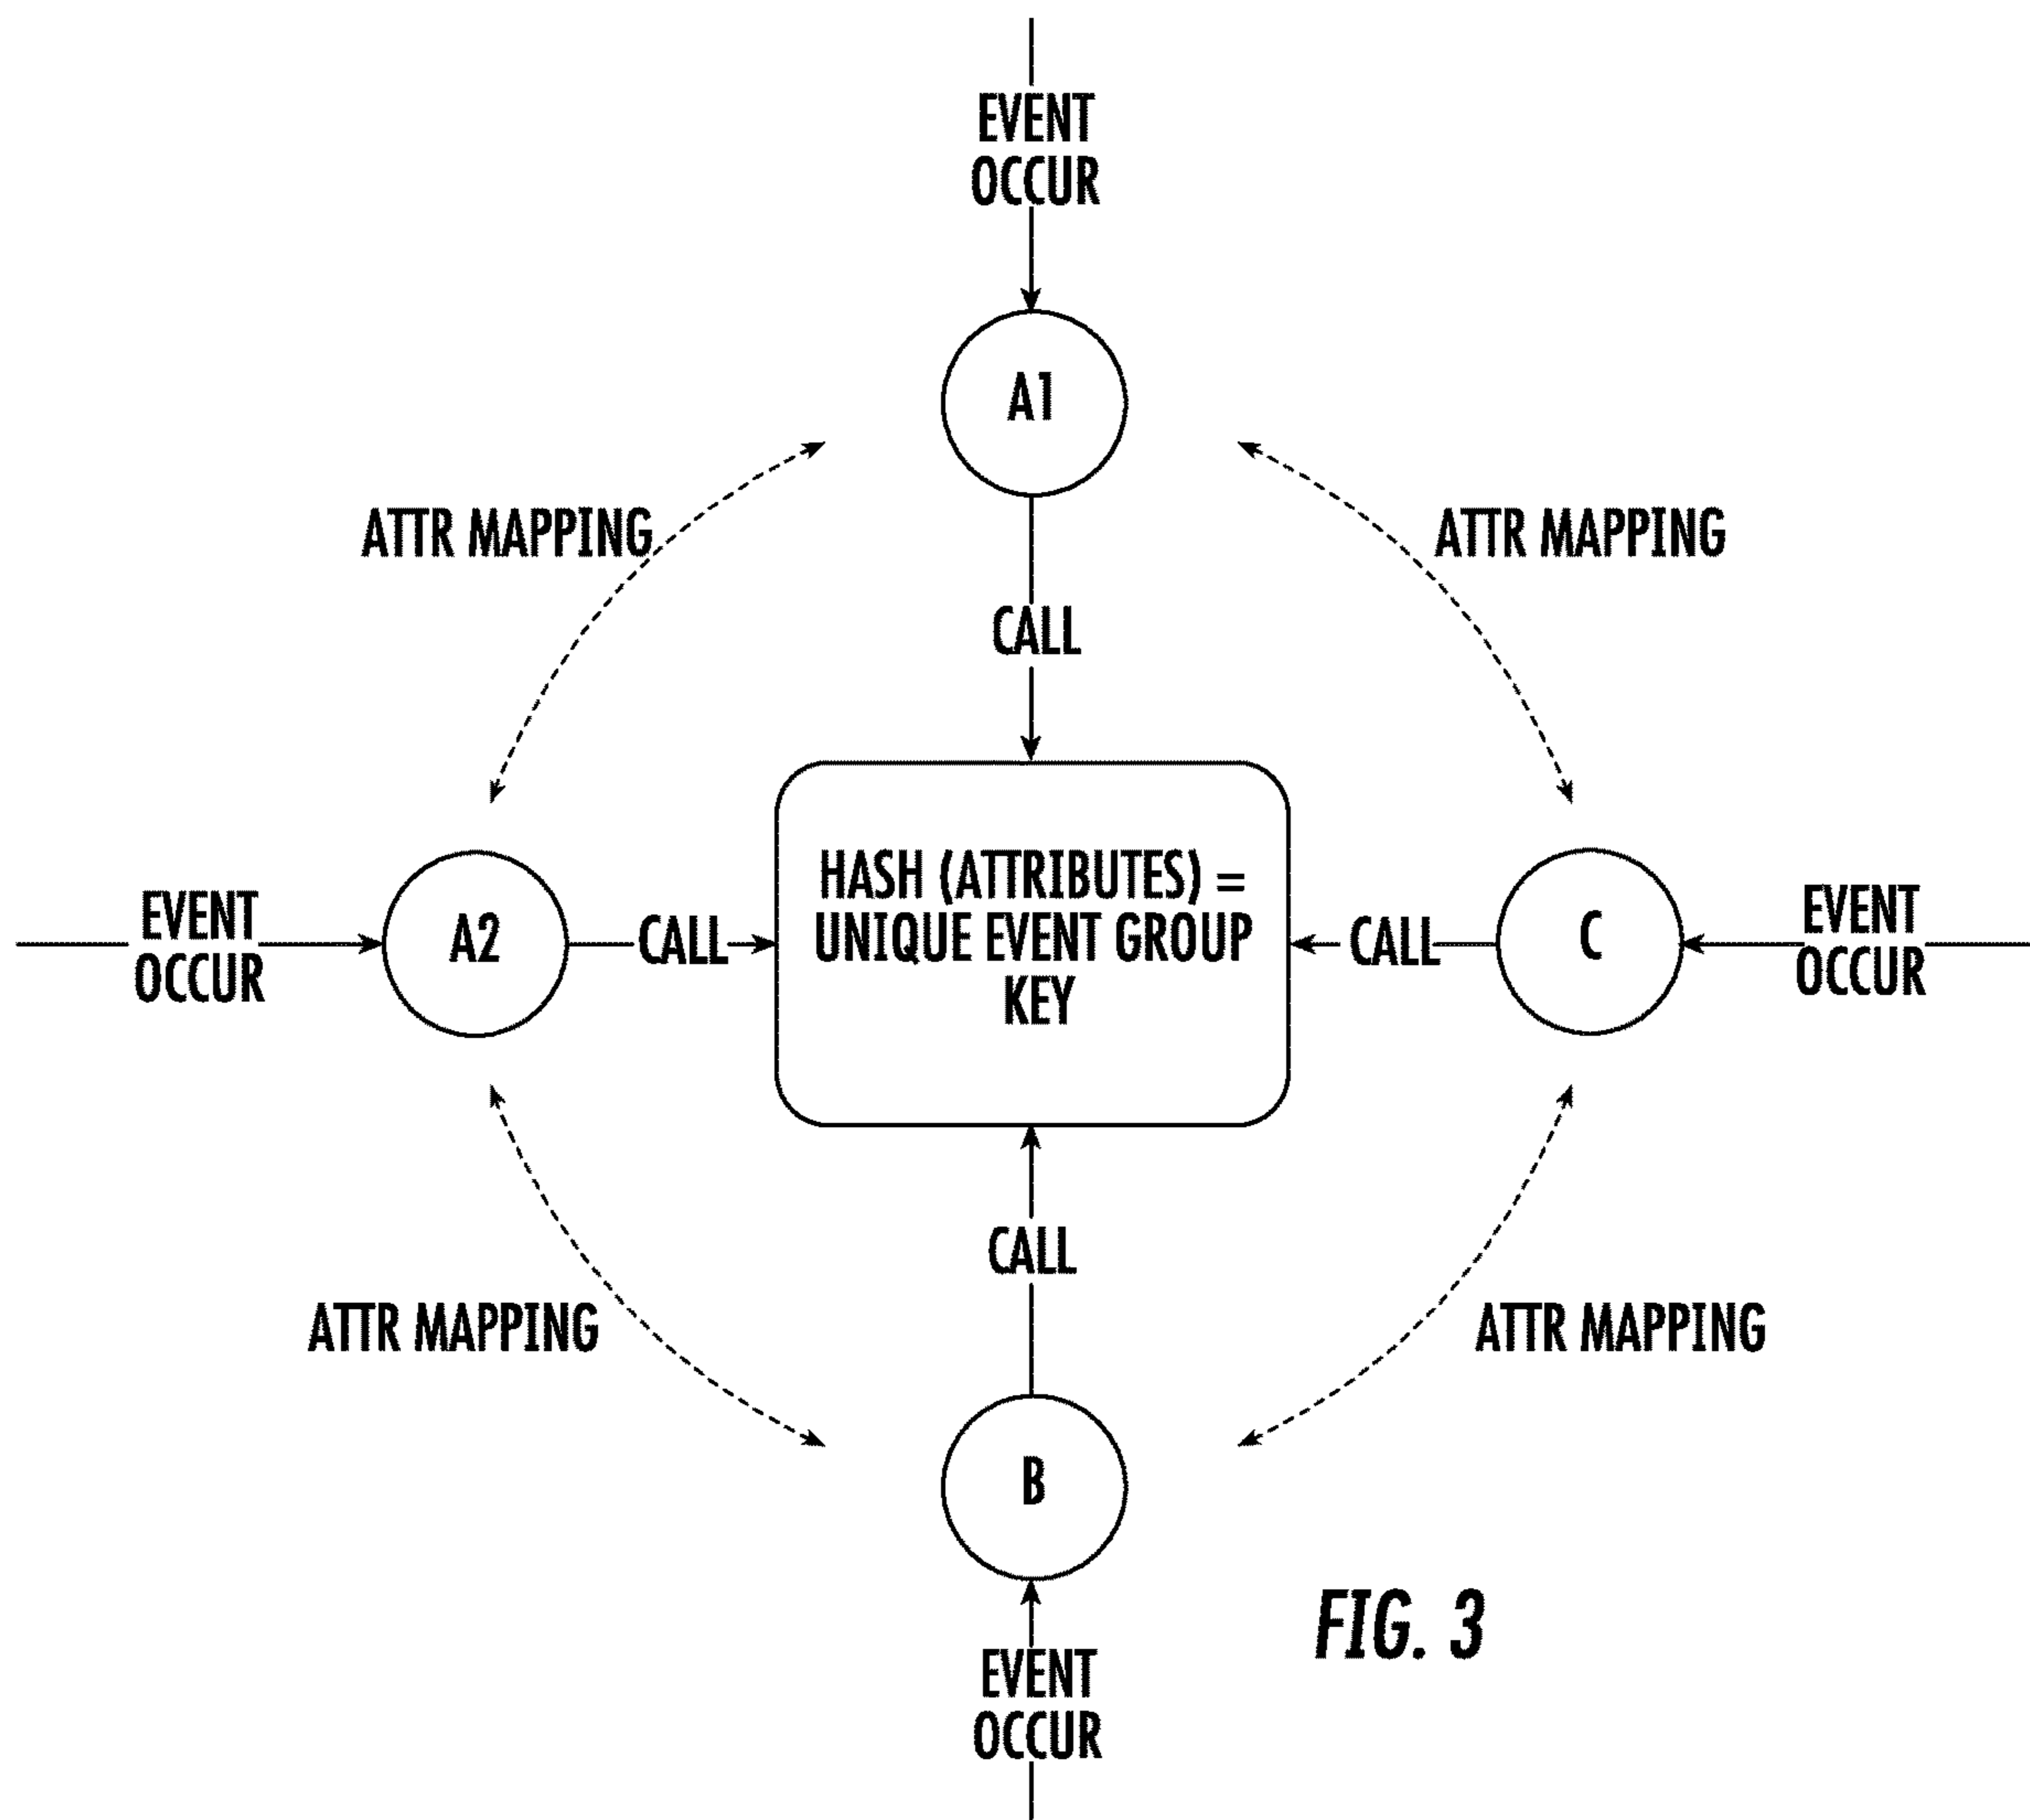 EVENT
OCCUR
A1
ATTR MAPPING
ATTR MAPPING
CALL
HASH (ATTRIBUTES) =
UNIQUE EVENT GROUP
KEY
EVENT
OCCUR
A2
CALL
CALL
C
EVENT
OCCUR
CALL
ATTR MAPPING
ATTR MAPPING
B
EVENT
OCCUR
FIG. 3